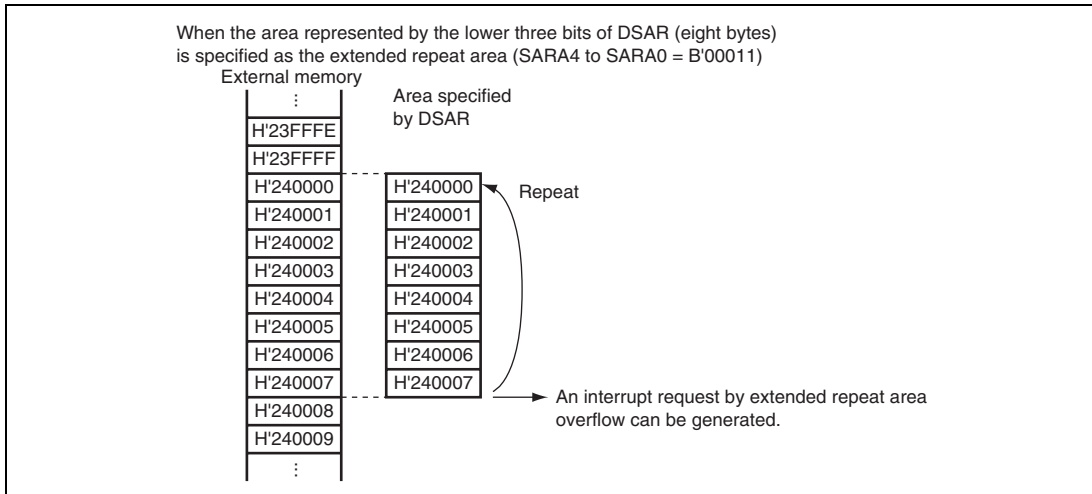 When the area represented by the lower three bits of DSAR (eight bytes)
is specified as the extended repeat area (SARA4 to SARA0 = B'00011)
External memory
Area specified
by DSAR
⋮
H'23FFFE
H'23FFFF
H'240000
H'240001
H'240002
H'240003
H'240004
H'240005
H'240006
H'240007
H'240008
H'240009
⋮
H'240000
H'240001
H'240002
H'240003
H'240004
H'240005
H'240006
H'240007
Repeat
An interrupt request by extended repeat area
overflow can be generated.